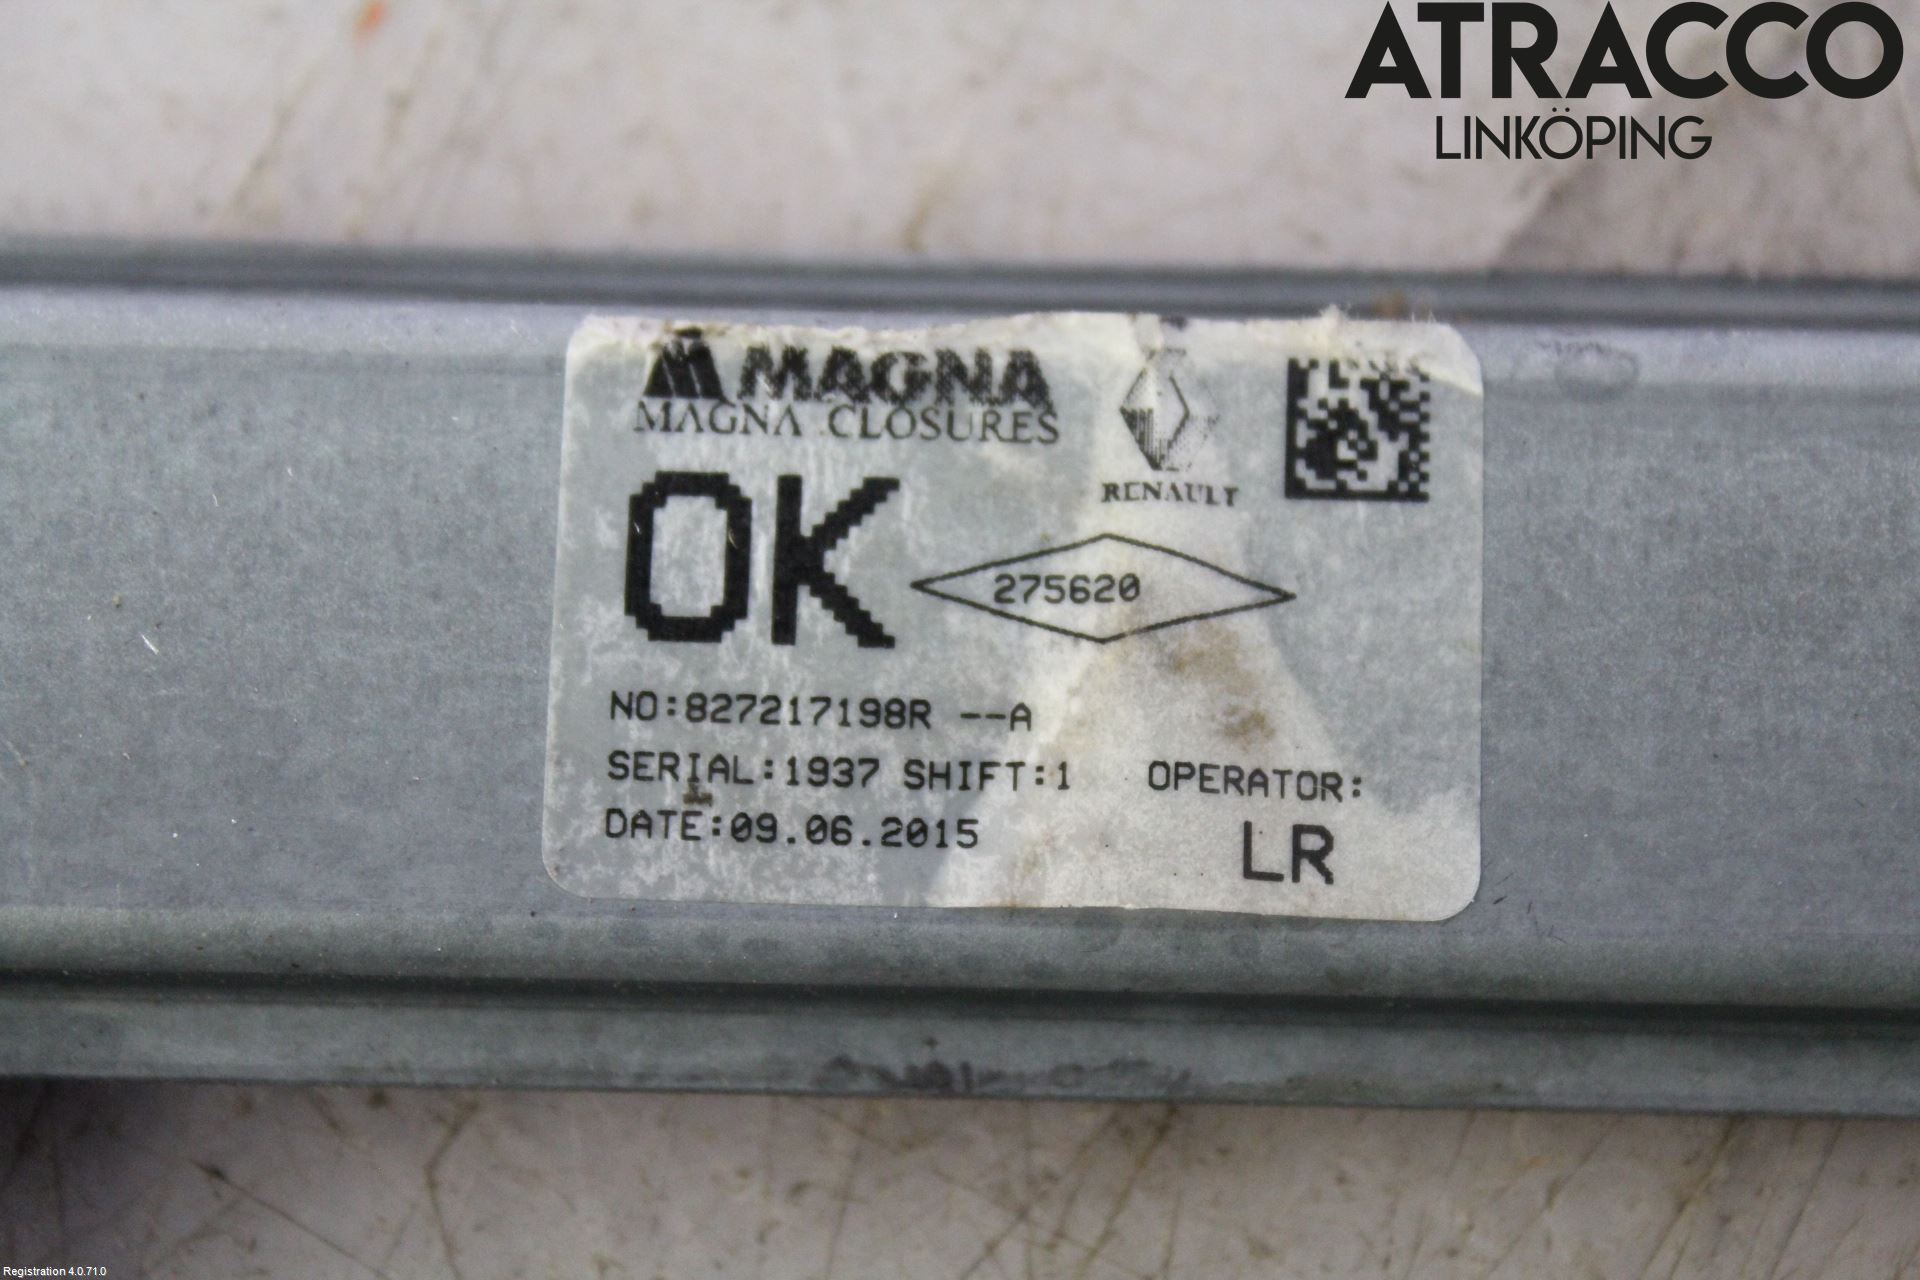 ATRACCO
LINKÖPING
MAGNA
MAGNA CLOSURES
RENAULT
OK
275620
NO:827217198R --A
SERIAL:1937 SHIFT:1 OPERATOR:
DATE:09.06.2015
LR
Registration 4.0.71.0